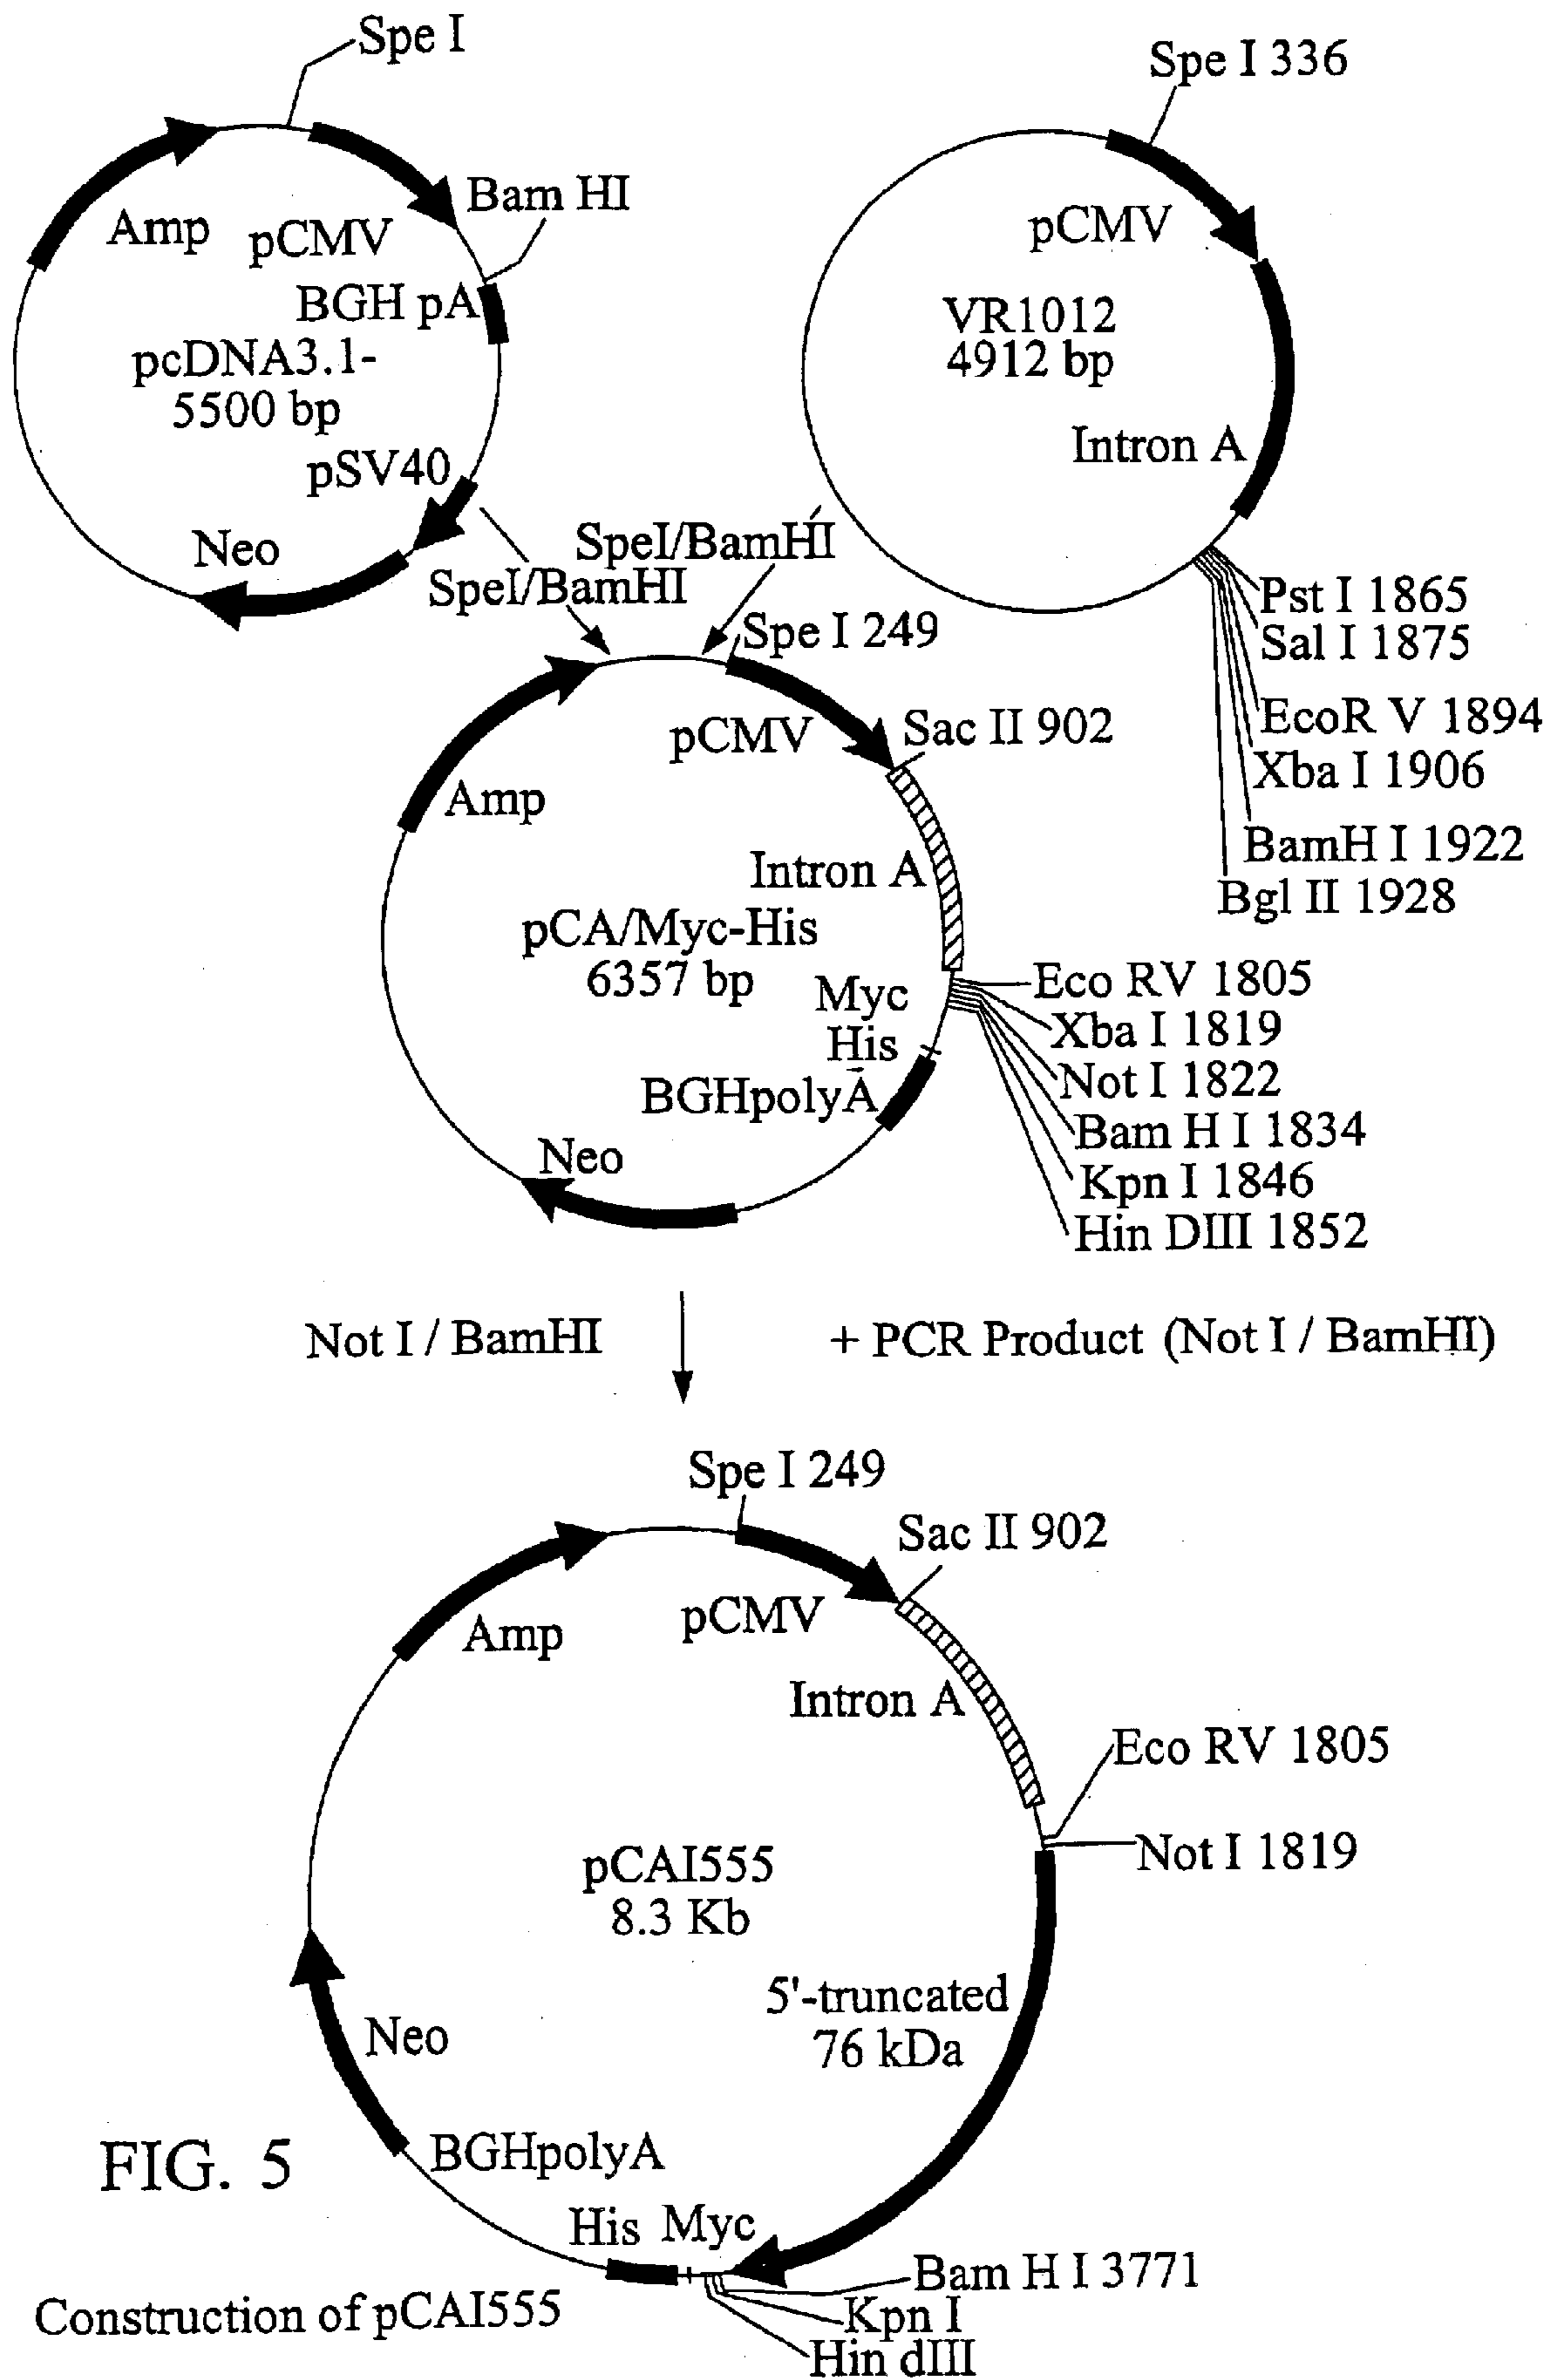 Spe I
Amp
pCMV
Bam HI
BGH pA
pcDNA3.1-
5500 bp
pSV40
Neo
Spe I 336
pCMV
VR1012
4912 bp
Intron A
Pst I 1865
Sal I 1875
EcoR V 1894
Xba I 1906
BamH I 1922
Bgl II 1928
SpeI/BamHI
SpeI/BamHI
Spe I 249
pCMV
Sac II 902
Amp
Intron A
pCA/Myc-His
6357 bp
Myc
His
BGHpolyA
Neo
Eco RV 1805
Xba I 1819
Not I 1822
Bam H I 1834
Kpn I 1846
Hin DIII 1852
Not I / BamHI
+ PCR Product (Not I / BamHI)
Spe I 249
Sac II 902
pCMV
Amp
Intron A
Eco RV 1805
Not I 1819
pCAI555
8.3 Kb
5'-truncated
76 kDa
Neo
BGHpolyA
His Myc
Bam H I 3771
Kpn I
Hin dIII
FIG. 5
Construction of pCAI555